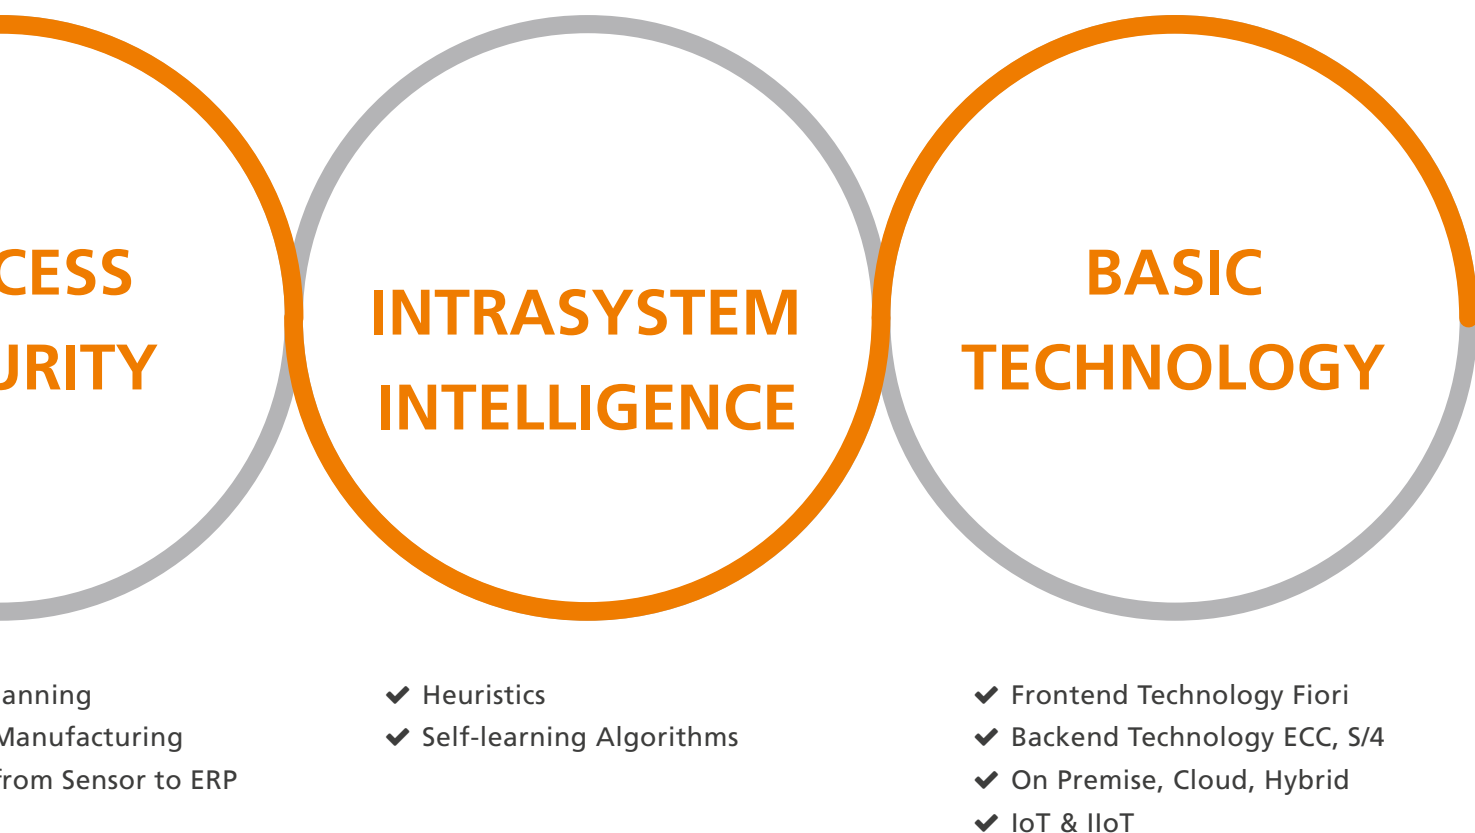 CESS
URITY
INTRASYSTEM
INTELLIGENCE
BASIC
TECHNOLOGY
anning
Manufacturing
from Sensor to ERP
Heuristics
Self-learning Algorithms
Frontend Technology Fiori
Backend Technology ECC, S/4
On Premise, Cloud, Hybrid
IoT & IIoT